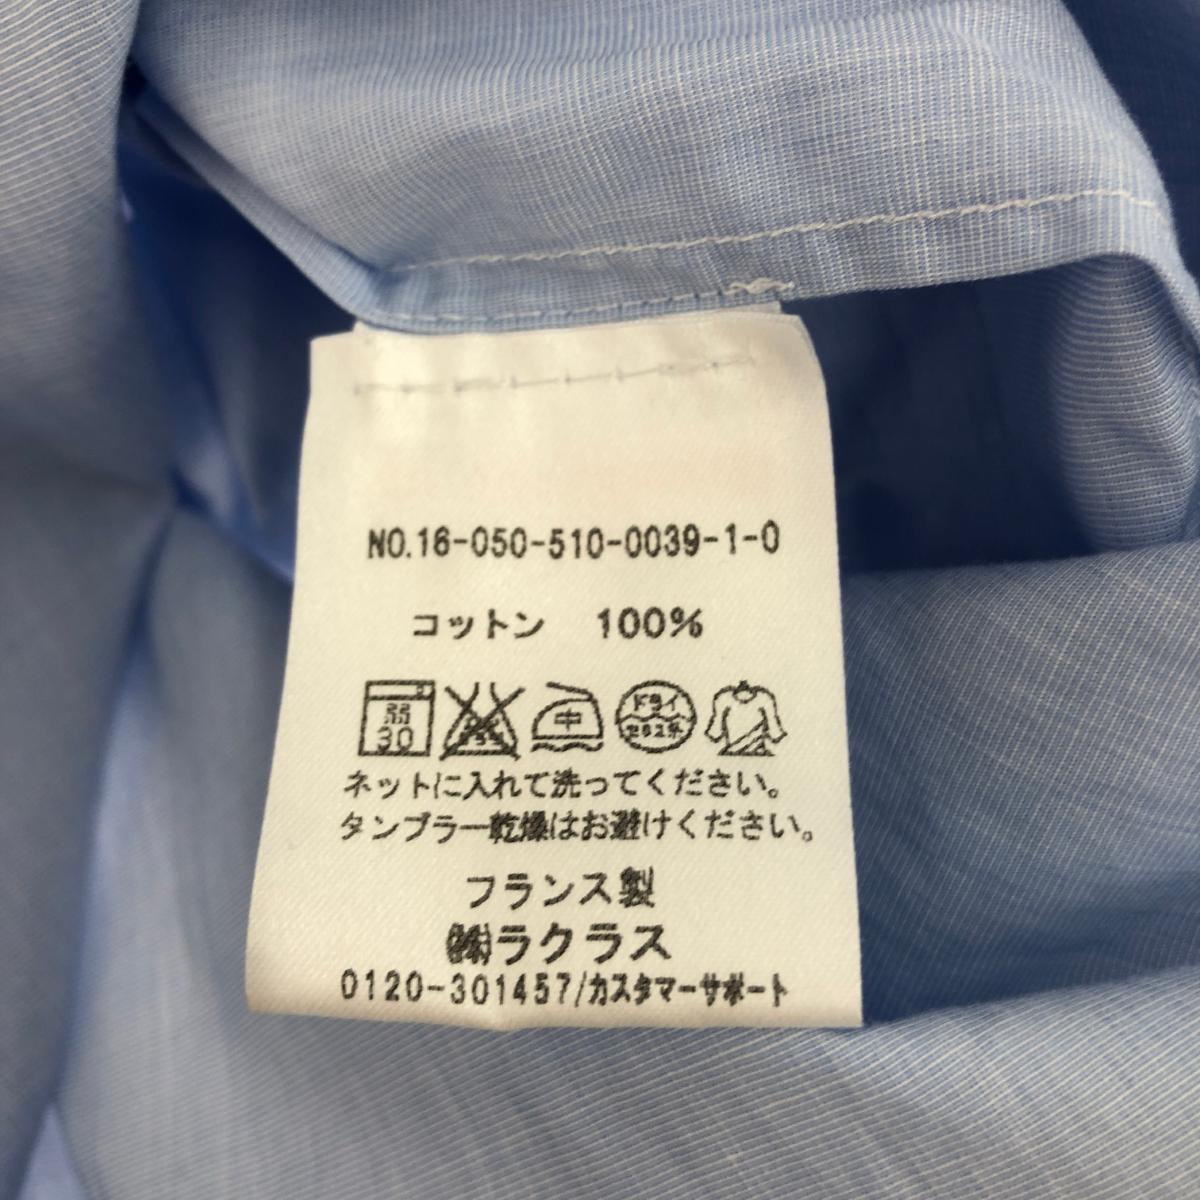 NO.16-050-510-0039-1-0
コットン 100%
弱 30 中 ドライ
ネットに入れて洗ってください。
タンブラー乾燥はお避けください。
フランス製
㈱ラクラス
0120-301457/カスタマーサポート